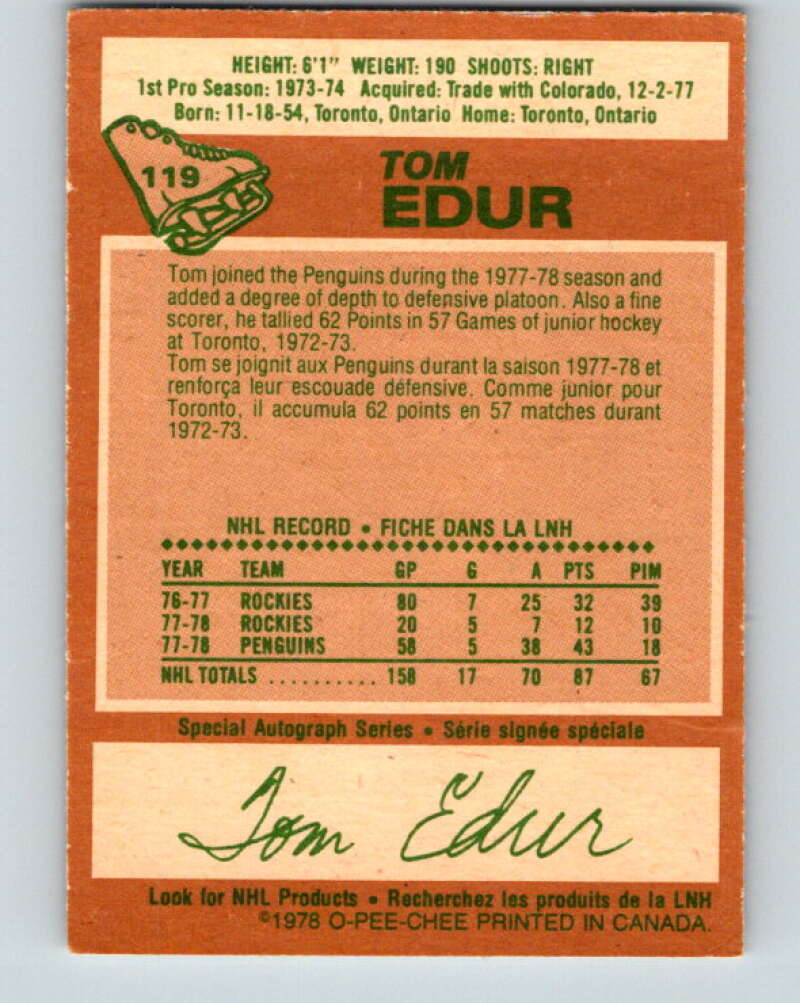 HEIGHT: 6'1" WEIGHT: 190 SHOOTS: RIGHT
1st Pro Season: 1973-74 Acquired: Trade with Colorado, 12-2-77
Born: 11-18-54, Toronto, Ontario Home: Toronto, Ontario
119
TOM
EDUR
Tom joined the Penguins during the 1977-78 season and
added a degree of depth to defensive platoon. Also a fine
scorer, he tallied 62 Points in 57 Games of junior hockey
at Toronto, 1972-73.
Tom se joignit aux Penguins durant la saison 1977-78 et
renforça leur escouade défensive. Comme junior pour
Toronto, il accumula 62 points en 57 matches durant
1972-73.
NHL RECORD • FICHE DANS LA LNH
YEAR TEAM GP G A PTS PIM
76-77 ROCKIES 80 7 25 32 39
77-78 ROCKIES 20 5 7 12 10
77-78 PENGUINS 58 5 38 43 18
NHL TOTALS .......... 158 17 70 87 67
Special Autograph Series • Série signée spéciale
Tom Edur
Look for NHL Products • Recherchez les produits de la LNH
©1978 O-PEE-CHEE PRINTED IN CANADA.